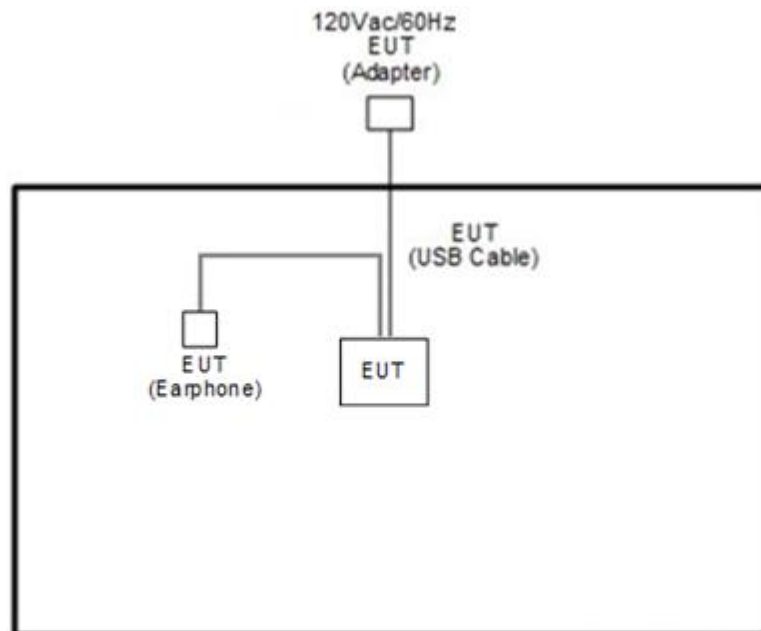 120Vac/60Hz
EUT
(Adapter)
EUT
(USB Cable)
EUT
(Earphone)
EUT